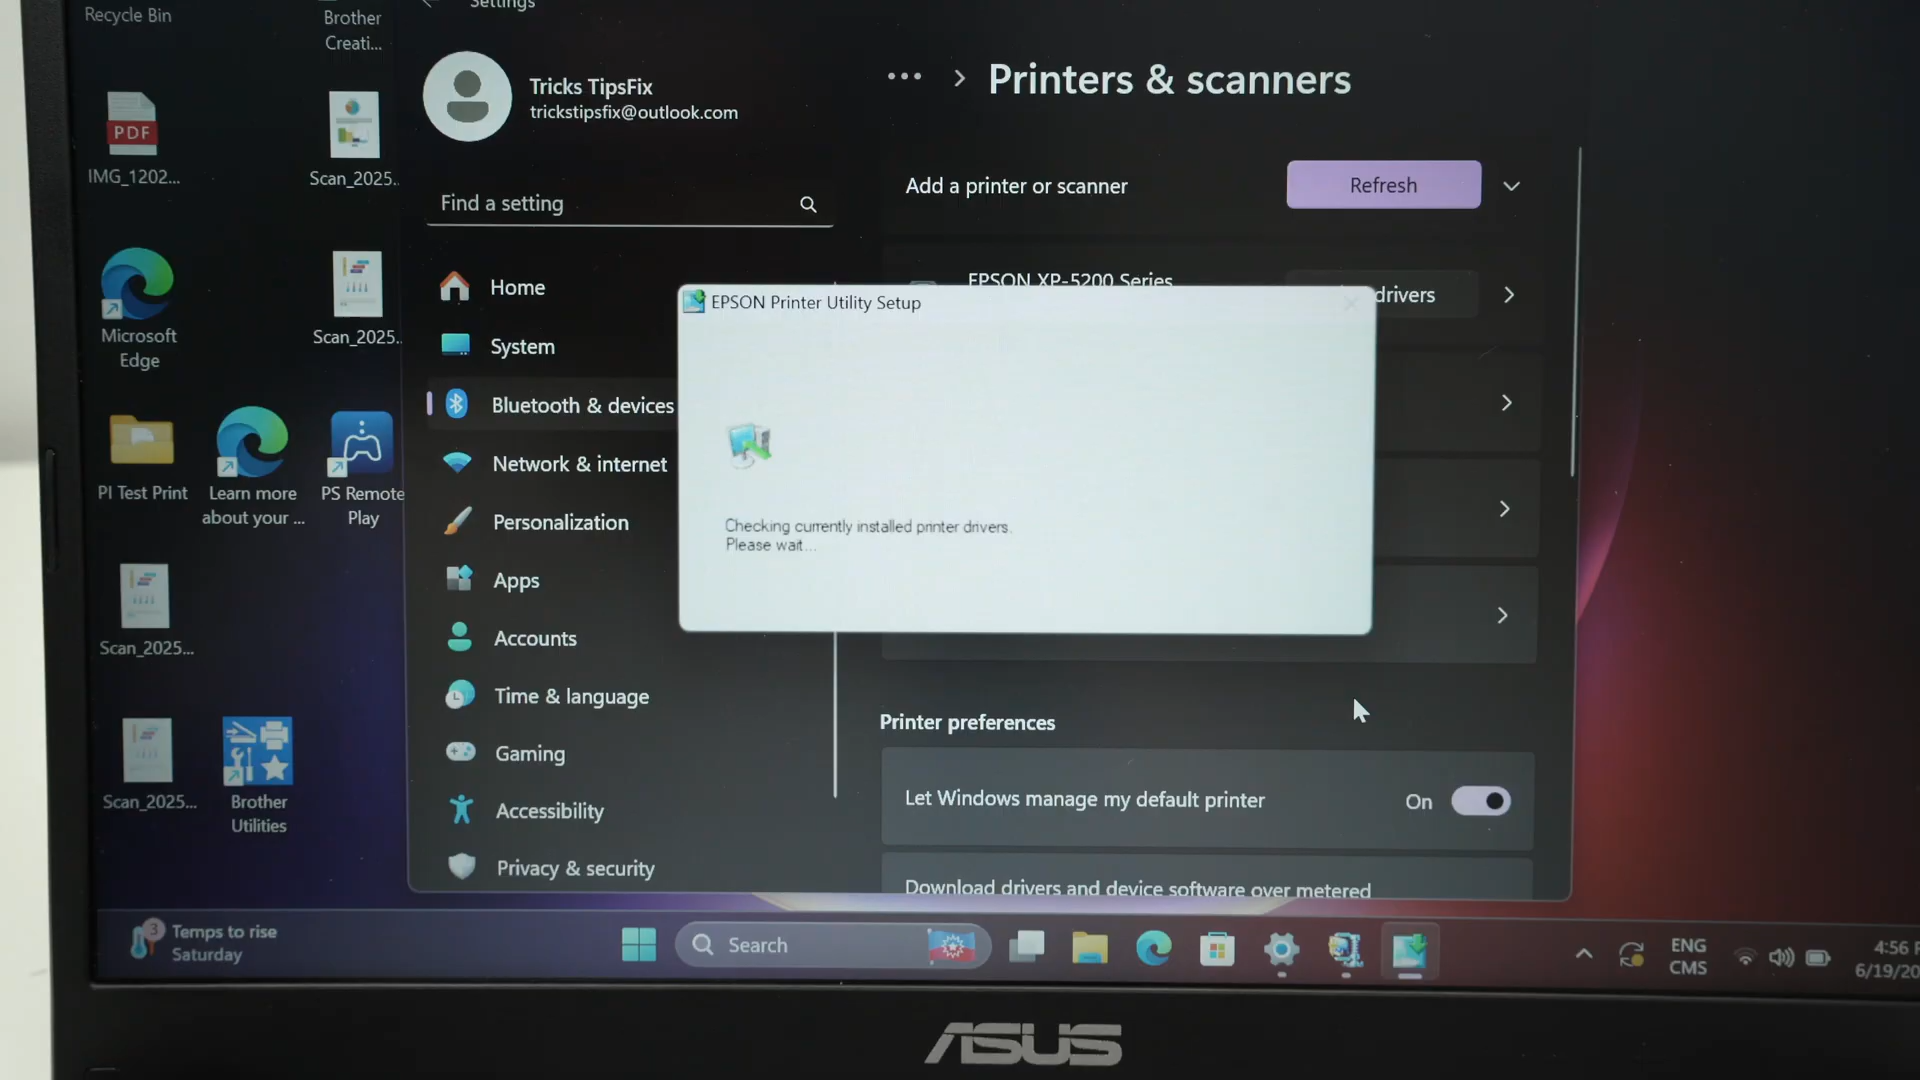 Recycle Bin
Brother
Creati...
PDF
IMG_1202...
Scan_2025..
Microsoft
Edge
Scan_2025..
PI Test Print
Learn more
about your ...
PS Remote
Play
Scan_2025...
Scan_2025...
Brother
Utilities
Settings
Tricks TipsFix
trickstipsfix@outlook.com
Find a setting
Home
System
Bluetooth & devices
Network & internet
Personalization
Apps
Accounts
Time & language
Gaming
Accessibility
Privacy & security
Printers & scanners
Add a printer or scanner
Refresh
EPSON XP-5200 Series
drivers
EPSON Printer Utility Setup
Checking currently installed printer drivers.
Please wait...
Printer preferences
Let Windows manage my default printer
On
Download drivers and device software over metered
3
Temps to rise
Saturday
Search
ENG
CMS
4:56
6/19/20
ASUS